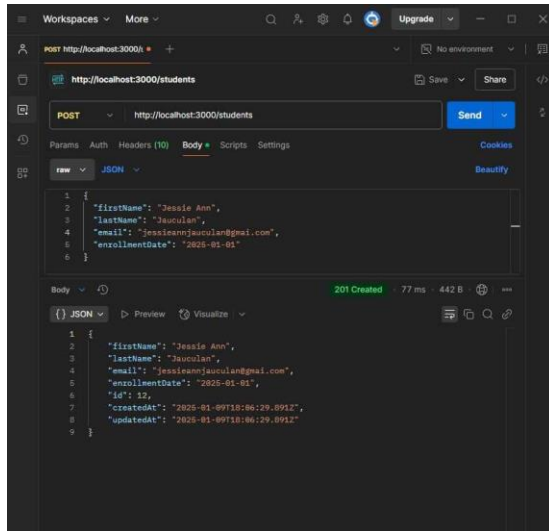 Workspaces More Upgrade
POST http://localhost:3000/s No environment
http://localhost:3000/students Save Share
POST http://localhost:3000/students Send
Params Auth Headers (10) Body Scripts Settings Cookies
raw JSON Beautify
1 {
2 "firstName": "Jessie Ann",
3 "lastName": "Jauculan",
4 "email": "jessieannjauculan@gmai.com",
5 "enrollmentDate": "2025-01-01"
6 }
Body 201 Created 77 ms 442 B
{} JSON Preview Visualize
1 {
2 "firstName": "Jessie Ann",
3 "lastName": "Jauculan",
4 "email": "jessieannjauculan@gmai.com",
5 "enrollmentDate": "2025-01-01",
6 "id": 12,
7 "createdAt": "2025-01-09T18:06:29.891Z",
8 "updatedAt": "2025-01-09T18:06:29.891Z"
9 }